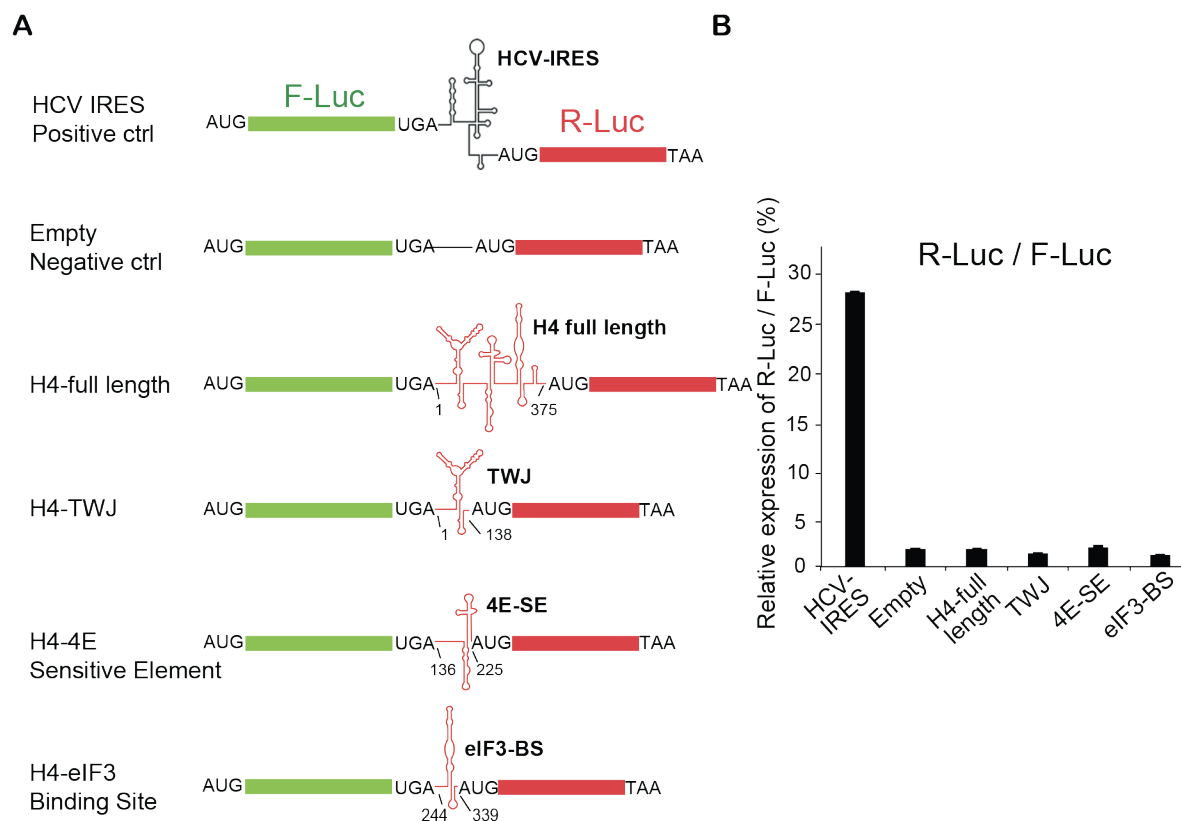 A
HCV IRES
Positive ctrl
AUG
F-Luc
UGA
HCV-IRES
AUG
R-Luc
TAA
Empty
Negative ctrl
AUG
UGA
AUG
TAA
H4-full length
AUG
UGA
1
H4 full length
375
AUG
TAA
H4-TWJ
AUG
UGA
1
TWJ
138
AUG
TAA
H4-4E
Sensitive Element
AUG
UGA
136
4E-SE
225
AUG
TAA
H4-eIF3
Binding Site
AUG
UGA
244
eIF3-BS
339
AUG
TAA
B
R-Luc / F-Luc
Relative expression of R-Luc / F-Luc (%)
30
25
20
15
10
5
0
HCV-
IRES
Empty
H4-full
length
TWJ
4E-SE
eIF3-BS